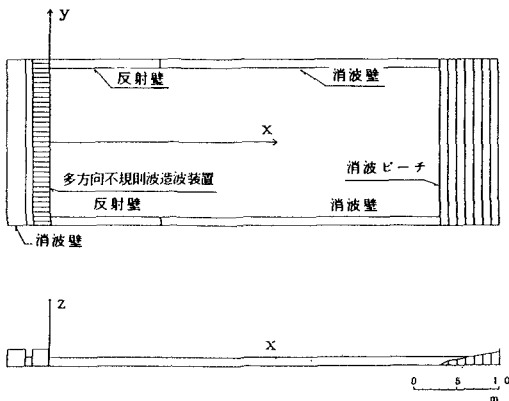 y
反射壁 消波壁
x
消波ビーチ
多方向不規則波造波装置
反射壁 消波壁
消波壁
z
x
0 5 10
m